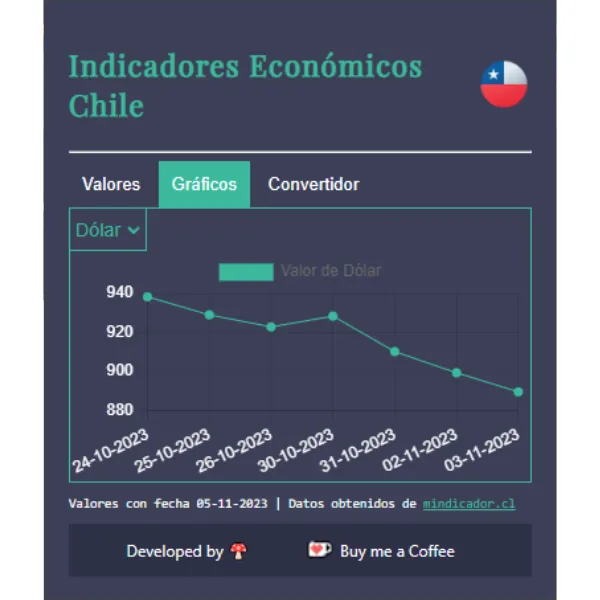 Indicadores Económicos
Chile
Valores Gráficos Convertidor
Dólar
Valor de Dólar
940
920
900
880
24-10-2023 25-10-2023 26-10-2023 30-10-2023 31-10-2023 02-11-2023 03-11-2023
Valores con fecha 05-11-2023 | Datos obtenidos de mindicador.cl
Developed by Buy me a Coffee